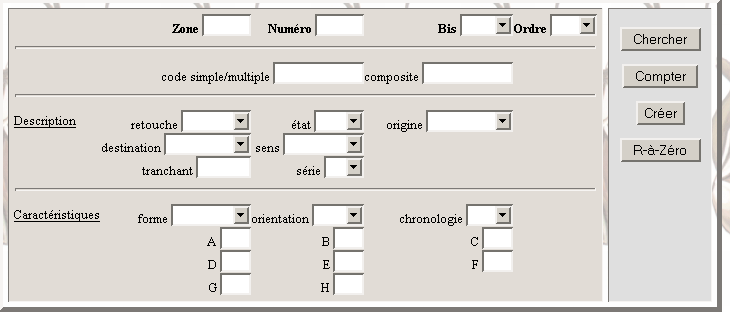 Zone Numéro Bis Ordre
code simple/multiple composite
Description retouche état origine
destination sens
tranchant série
Caractéristiques forme orientation chronologie
A B C
D E F
G H
Chercher
Compter
Créer
R-à-Zéro